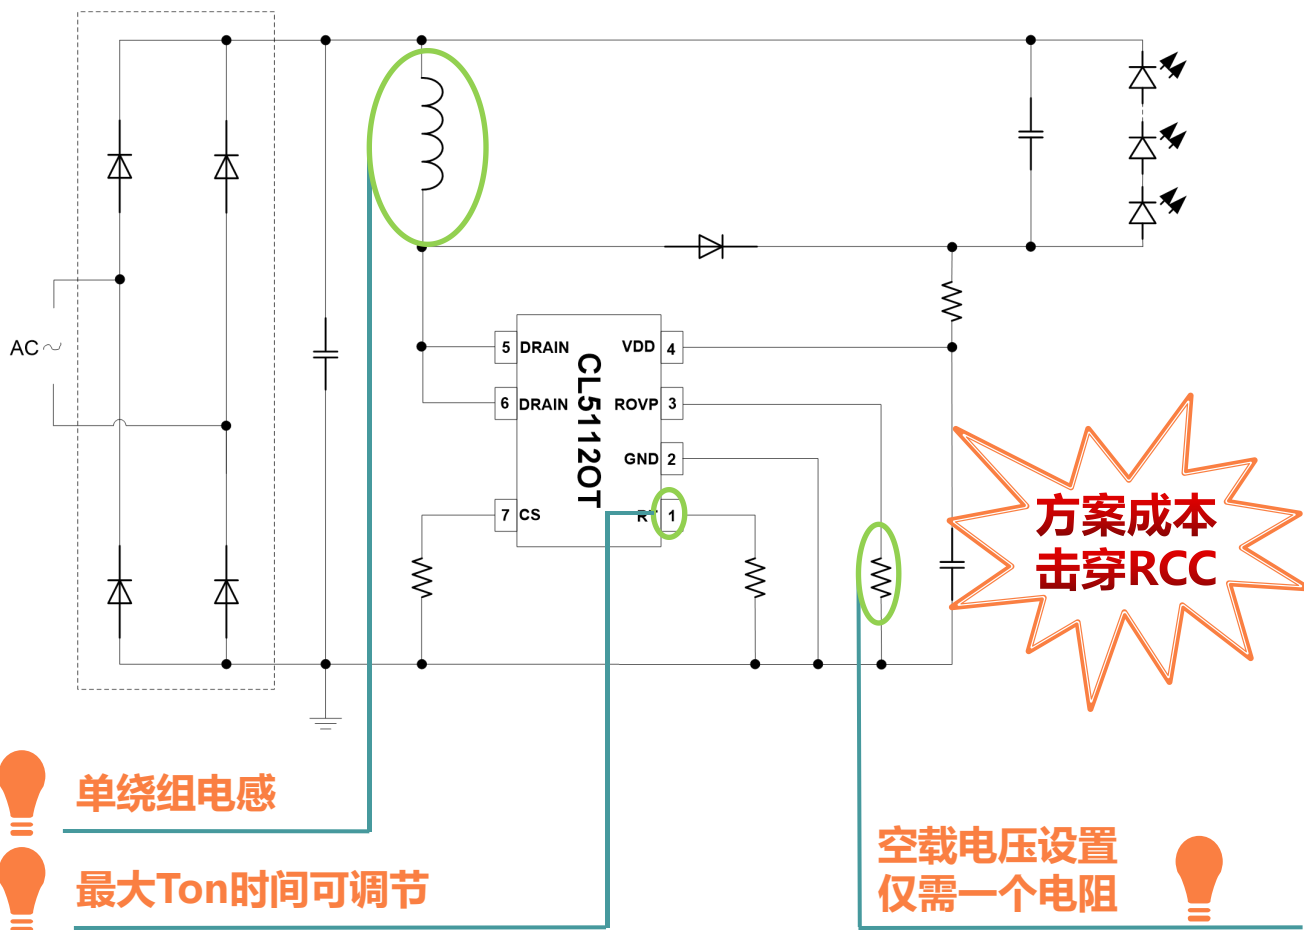 AC
5 DRAIN
VDD 4
6 DRAIN
ROVP 3
GND 2
7 CS
RT 1
CL5112OT
方案成本
击穿RCC
单绕组电感
最大Ton时间可调节
空载电压设置
仅需一个电阻